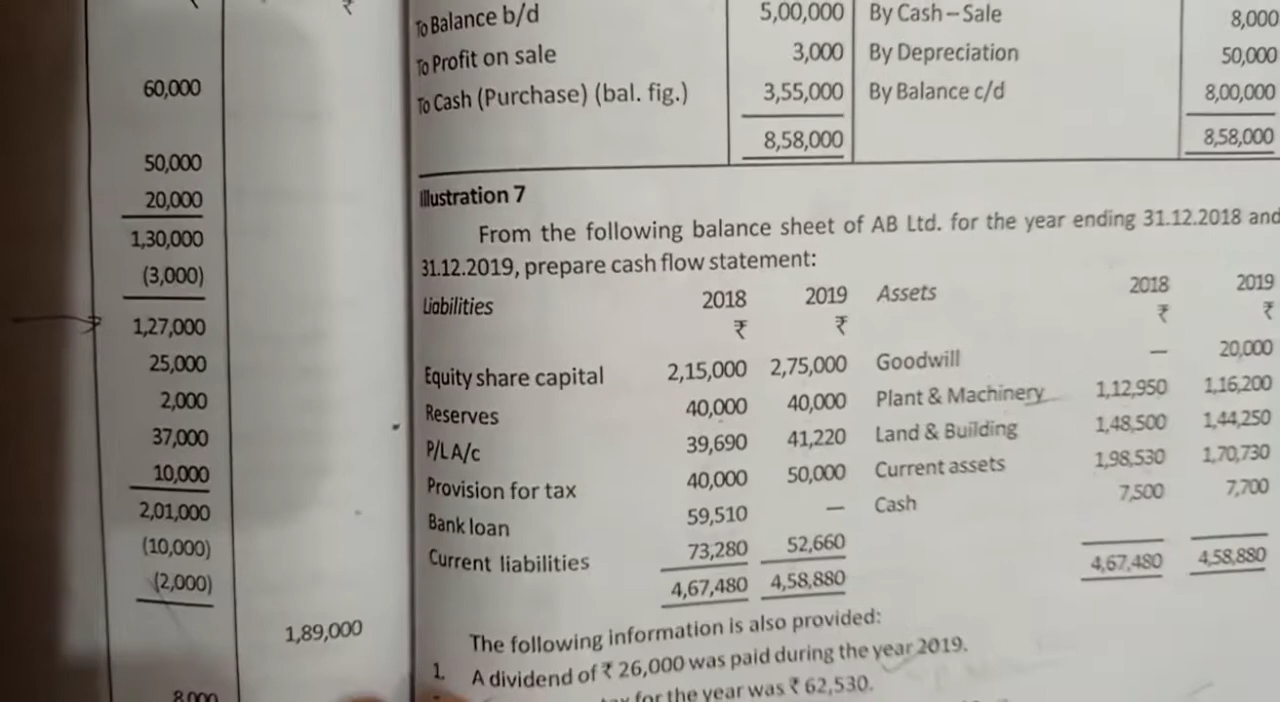 ₹
60,000
50,000
20,000
1,30,000
(3,000)
1,27,000
25,000
2,000
37,000
10,000
2,01,000
(10,000)
(2,000)
1,89,000
8,000
To Balance b/d 5,00,000 By Cash – Sale 8,000
To Profit on sale 3,000 By Depreciation 50,000
To Cash (Purchase) (bal. fig.) 3,55,000 By Balance c/d 8,00,000
8,58,000 8,58,000
Illustration 7
From the following balance sheet of AB Ltd. for the year ending 31.12.2018 and
31.12.2019, prepare cash flow statement:
Liabilities 2018 2019 Assets 2018 2019
₹ ₹ ₹ ₹
Equity share capital 2,15,000 2,75,000 Goodwill — 20,000
Reserves 40,000 40,000 Plant & Machinery 1,12,950 1,16,200
P/L A/c 39,690 41,220 Land & Building 1,48,500 1,44,250
Provision for tax 40,000 50,000 Current assets 1,98,530 1,70,730
Bank loan 59,510 — Cash 7,500 7,700
Current liabilities 73,280 52,660
4,67,480 4,58,880 4,67,480 4,58,880
The following information is also provided:
1. A dividend of ₹ 26,000 was paid during the year 2019.
for the year was ₹ 62,530.